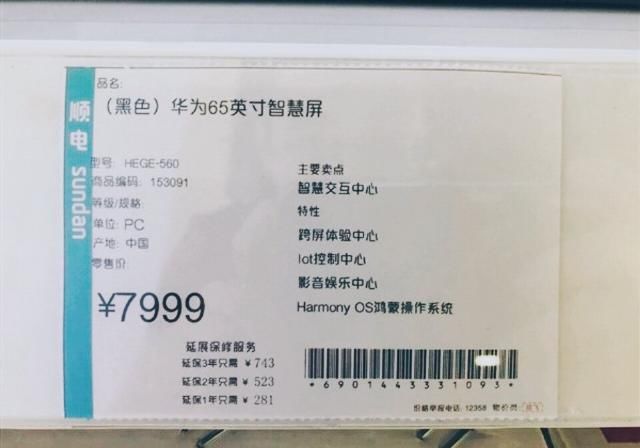 顺电 sundan
品名:
（黑色）华为65英寸智慧屏
型号: HEGE-560
商品编码: 153091
等级/规格:
单位: PC
产地: 中国
零售价:
¥7999
主要卖点
智慧交互中心
特性
跨屏体验中心
Iot控制中心
影音娱乐中心
Harmony OS鸿蒙操作系统
延展保修服务
延保3年只需 ¥ 743
延保2年只需 ¥ 523
延保1年只需 ¥ 281
*6901443331093*
价格举报电话: 12358 物价员: